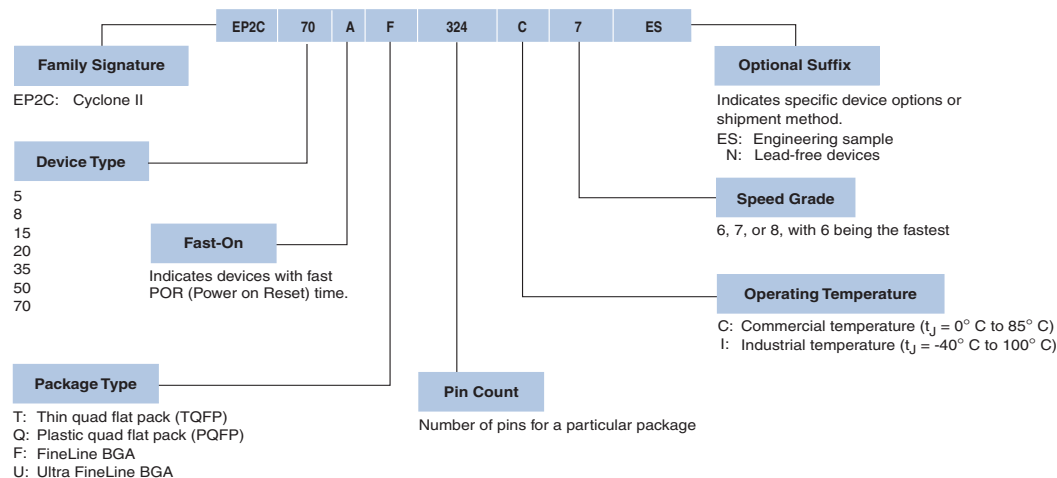 EP2C 70 A F 324 C 7 ES
Family Signature
EP2C: Cyclone II
Device Type
5
8
15
20
35
50
70
Fast-On
Indicates devices with fast
POR (Power on Reset) time.
Package Type
T: Thin quad flat pack (TQFP)
Q: Plastic quad flat pack (PQFP)
F: FineLine BGA
U: Ultra FineLine BGA
Pin Count
Number of pins for a particular package
Optional Suffix
Indicates specific device options or
shipment method.
ES: Engineering sample
N: Lead-free devices
Speed Grade
6, 7, or 8, with 6 being the fastest
Operating Temperature
C: Commercial temperature (tJ = 0° C to 85° C)
I: Industrial temperature (tJ = -40° C to 100° C)